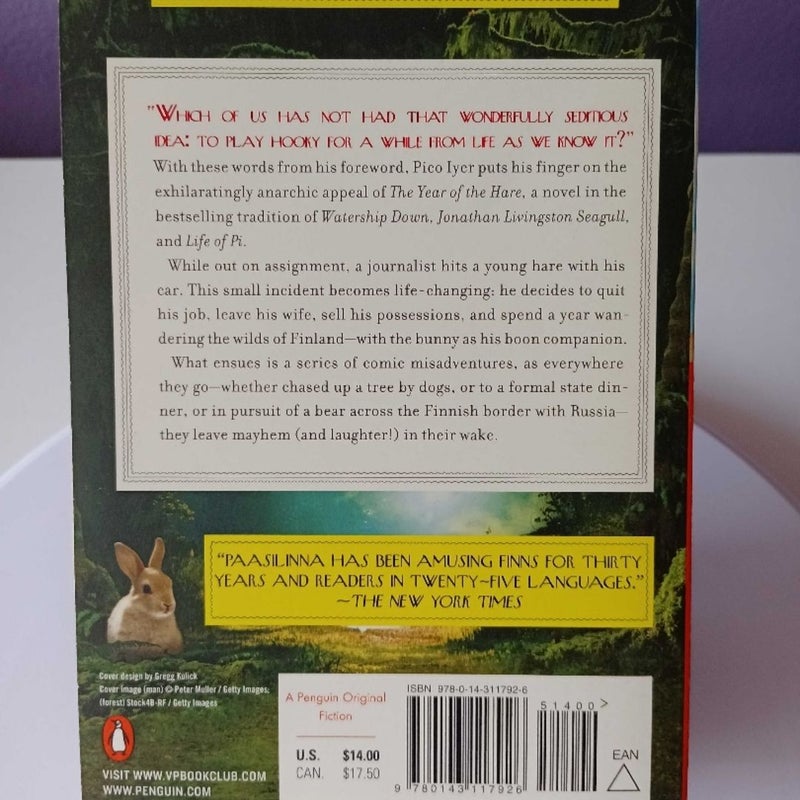 "Which of us has not had that wonderfully seditious
idea: to play hooky for a while from life as we know it?"
With these words from his foreword, Pico Iyer puts his finger on the
exhilaratingly anarchic appeal of The Year of the Hare, a novel in the
bestselling tradition of Watership Down, Jonathan Livingston Seagull,
and Life of Pi.
While out on assignment, a journalist hits a young hare with his
car. This small incident becomes life-changing: he decides to quit
his job, leave his wife, sell his possessions, and spend a year wan-
dering the wilds of Finland—with the bunny as his boon companion.
What ensues is a series of comic misadventures, as everywhere
they go—whether chased up a tree by dogs, or to a formal state din-
ner, or in pursuit of a bear across the Finnish border with Russia—
they leave mayhem (and laughter!) in their wake.
"PAASILINNA HAS BEEN AMUSING FINNS FOR THIRTY
YEARS AND READERS IN TWENTY~FIVE LANGUAGES."
~THE NEW YORK TIMES
Cover design by Gregg Kulick
Cover image (man) © Peter Muller / Getty Images;
(forest) Stock4B-RF / Getty Images
VISIT WWW.VPBOOKCLUB.COM
WWW.PENGUIN.COM
A Penguin Original
Fiction
U.S. $14.00
CAN. $17.50
ISBN 978-0-14-311792-6
51400>
9 780143 117926
EAN